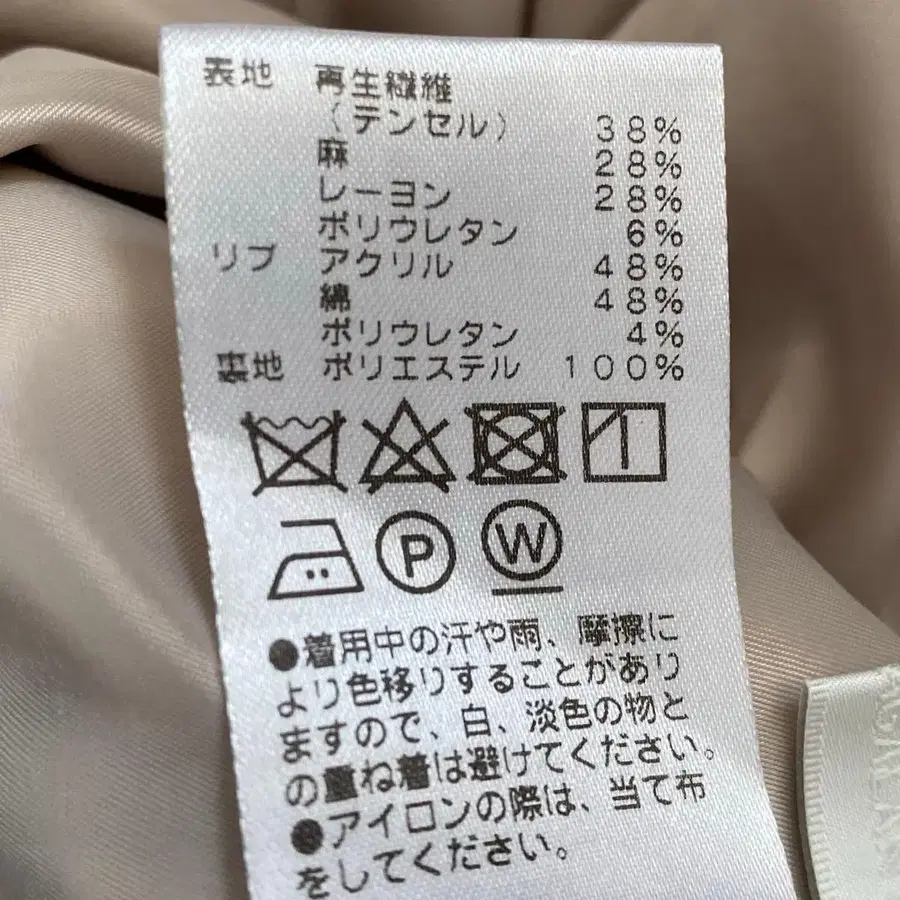 表地 再生繊維
(テンセル) 38%
麻 28%
レーヨン 28%
ポリウレタン 6%
リブ アクリル 48%
綿 48%
ポリウレタン 4%
裏地 ポリエステル 100%
P W
●着用中の汗や雨、摩擦に
より色移りすることがあり
ますので、白、淡色の物と
の重ね着は避けてください。
●アイロンの際は、当て布
をしてください。